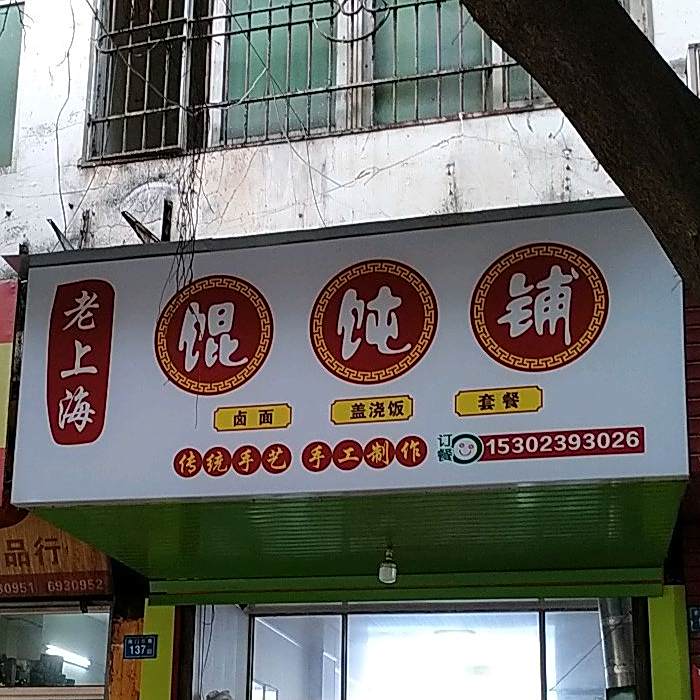 老上海
馄饨铺
卤面
盖浇饭
套餐
传统手艺 手工制作
订餐
15302393026
品行
30951 6930952
137